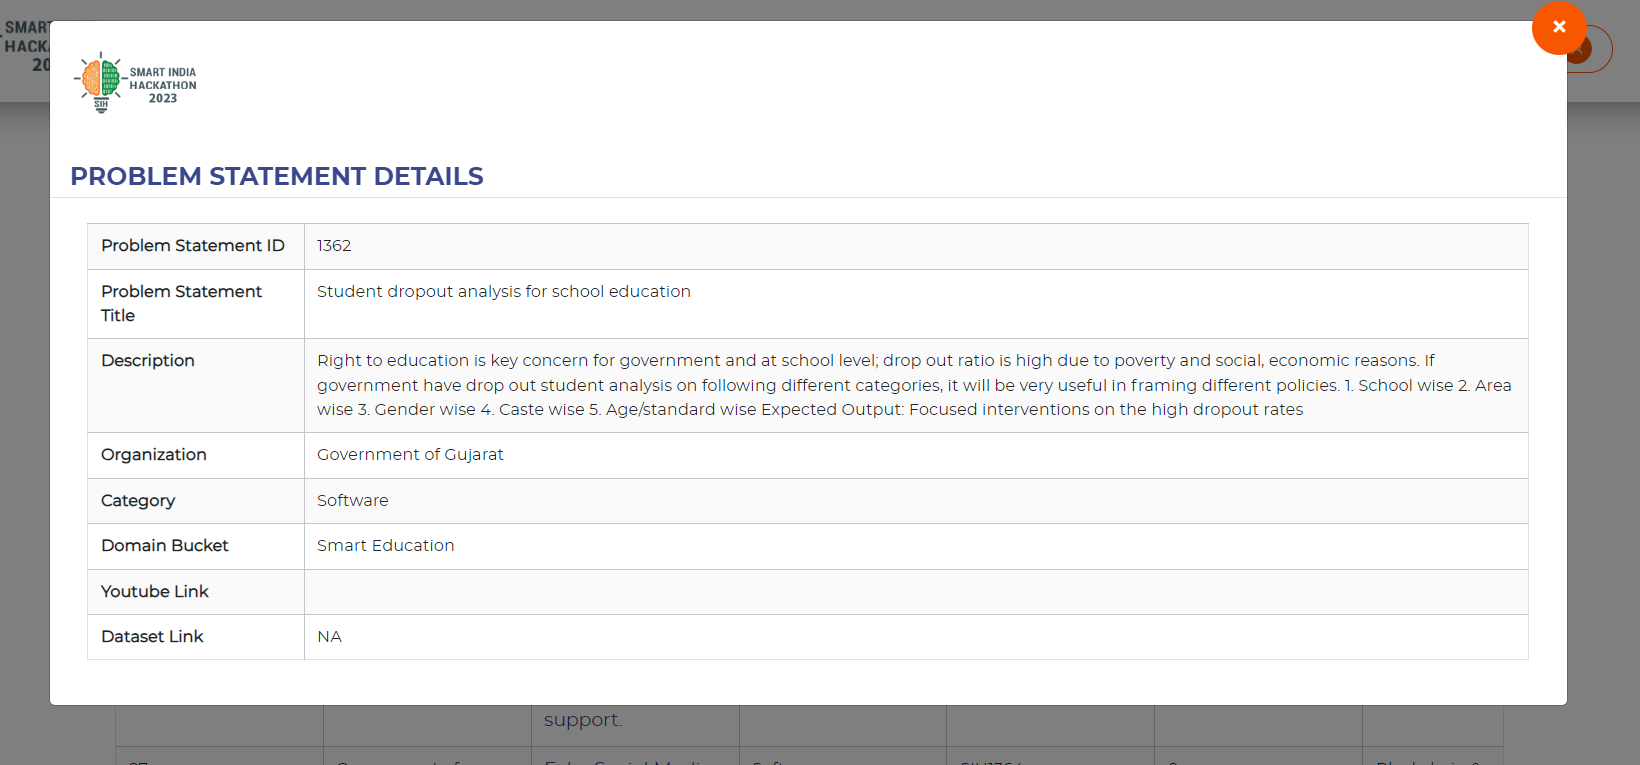 SMART
HACKA
20
×
SMART INDIA
HACKATHON
2023
SIH
PROBLEM STATEMENT DETAILS
Problem Statement ID 1362
Problem Statement Student dropout analysis for school education
Title
Description Right to education is key concern for government and at school level; drop out ratio is high due to poverty and social, economic reasons. If
government have drop out student analysis on following different categories, it will be very useful in framing different policies. 1. School wise 2. Area
wise 3. Gender wise 4. Caste wise 5. Age/standard wise Expected Output: Focused interventions on the high dropout rates
Organization Government of Gujarat
Category Software
Domain Bucket Smart Education
Youtube Link
Dataset Link NA
support.